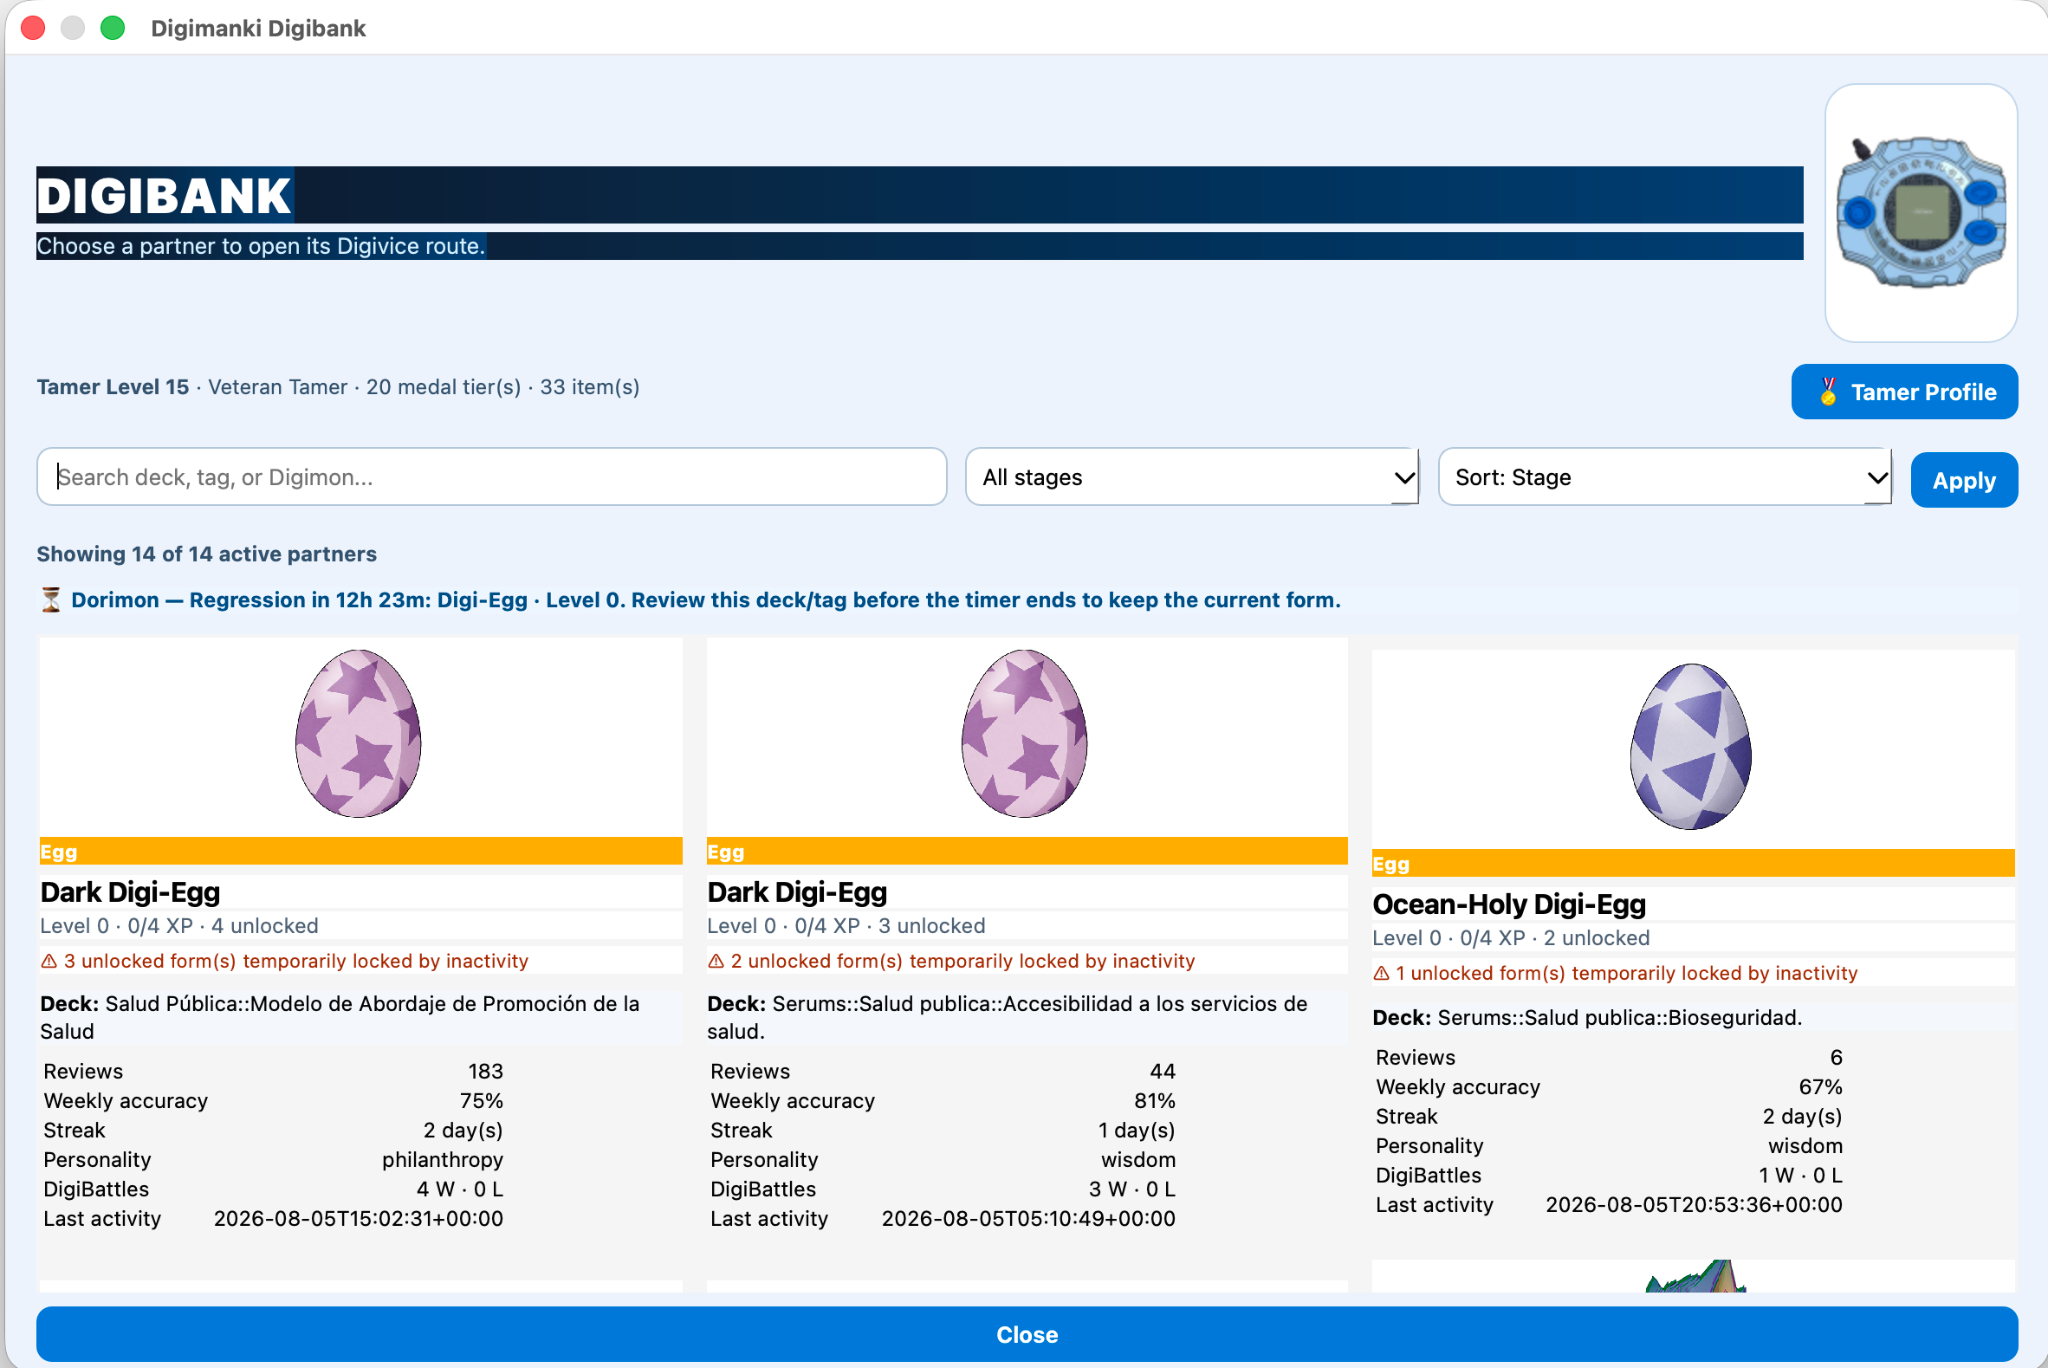 Digimanki Digibank
DIGIBANK
Choose a partner to open its Digivice route.
Tamer Level 15 · Veteran Tamer · 20 medal tier(s) · 33 item(s)
🏅 Tamer Profile
Search deck, tag, or Digimon...
All stages
Sort: Stage
Apply
Showing 14 of 14 active partners
⏳ Dorimon — Regression in 12h 23m: Digi-Egg · Level 0. Review this deck/tag before the timer ends to keep the current form.
Egg
Dark Digi-Egg
Level 0 · 0/4 XP · 4 unlocked
⚠ 3 unlocked form(s) temporarily locked by inactivity
Deck: Salud Pública::Modelo de Abordaje de Promoción de la
Salud
Reviews 183
Weekly accuracy 75%
Streak 2 day(s)
Personality philanthropy
DigiBattles 4 W · 0 L
Last activity 2026-08-05T15:02:31+00:00
Egg
Dark Digi-Egg
Level 0 · 0/4 XP · 3 unlocked
⚠ 2 unlocked form(s) temporarily locked by inactivity
Deck: Serums::Salud publica::Accesibilidad a los servicios de
salud.
Reviews 44
Weekly accuracy 81%
Streak 1 day(s)
Personality wisdom
DigiBattles 3 W · 0 L
Last activity 2026-08-05T05:10:49+00:00
Egg
Ocean-Holy Digi-Egg
Level 0 · 0/4 XP · 2 unlocked
⚠ 1 unlocked form(s) temporarily locked by inactivity
Deck: Serums::Salud publica::Bioseguridad.
Reviews 6
Weekly accuracy 67%
Streak 2 day(s)
Personality wisdom
DigiBattles 1 W · 0 L
Last activity 2026-08-05T20:53:36+00:00
Close